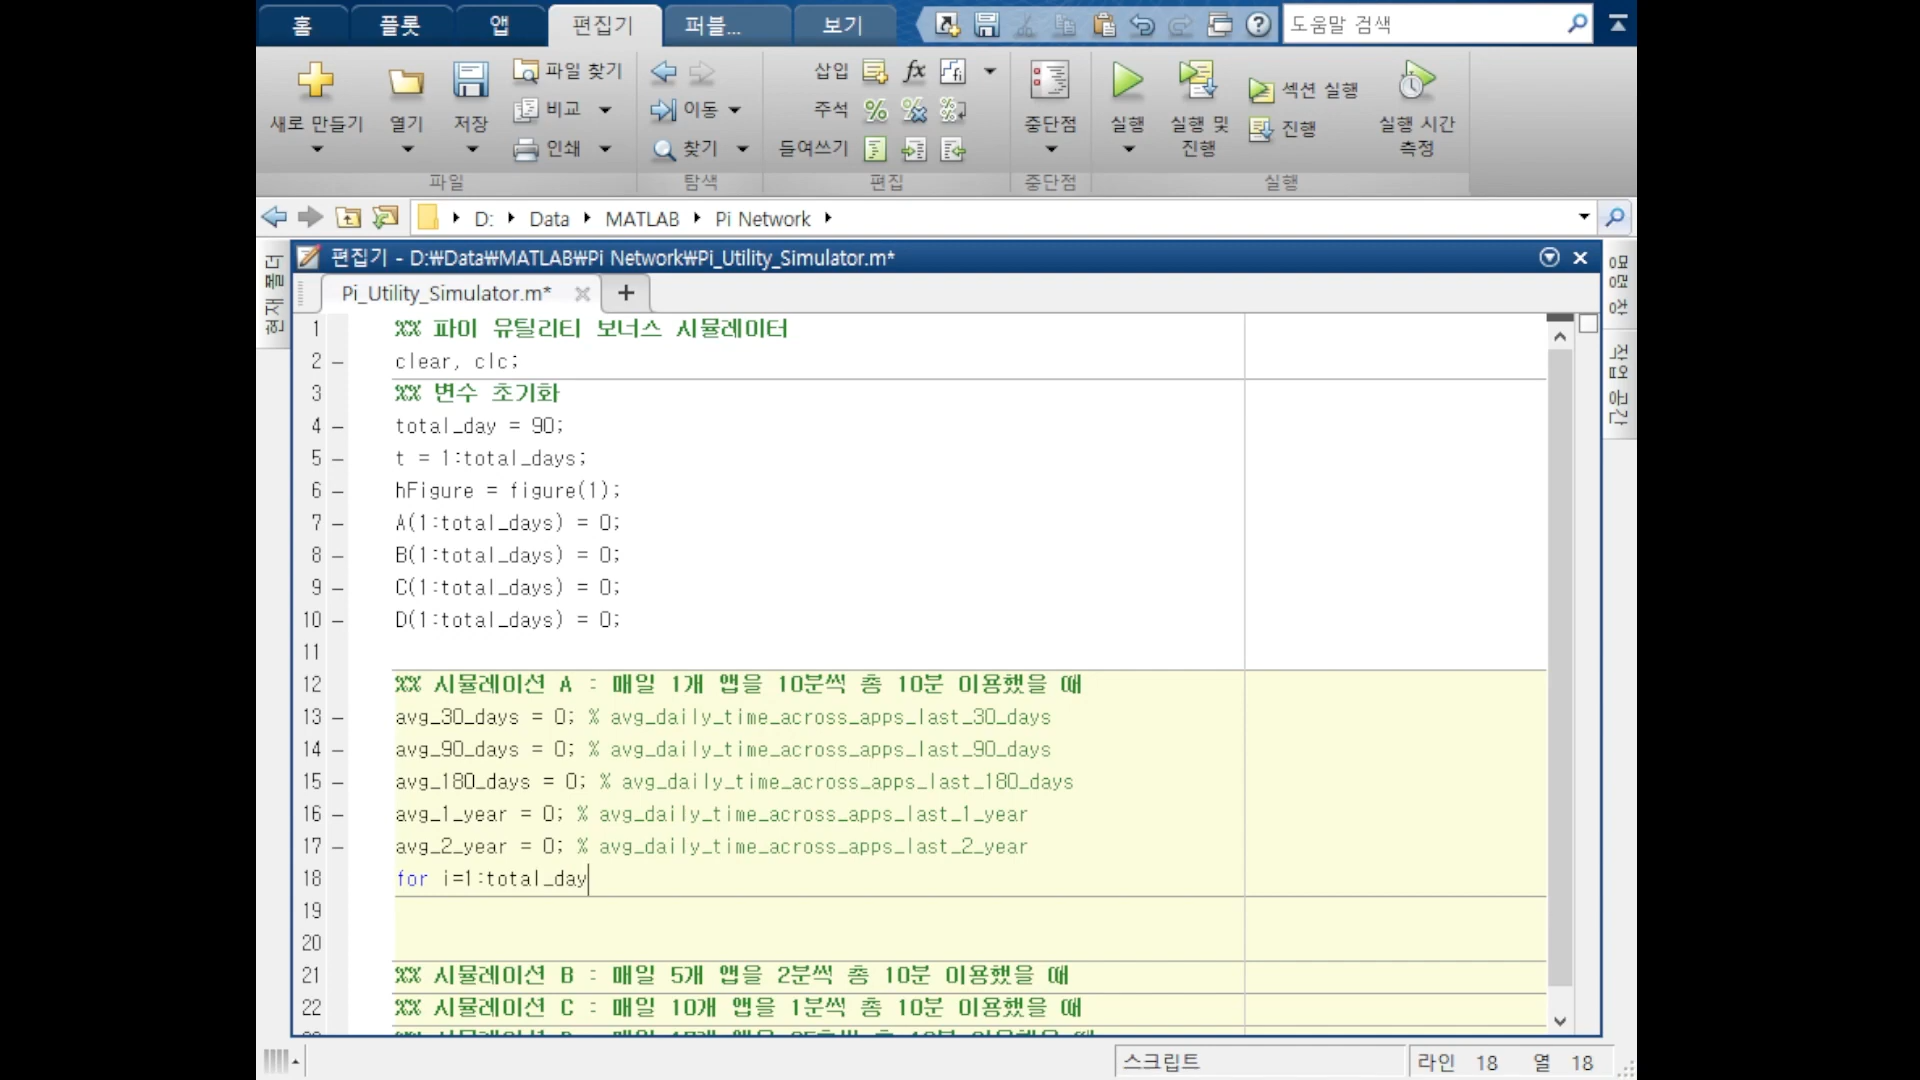 홈 플롯 앱 편집기 퍼블... 보기 도움말 검색
새로 만들기 열기 저장 파일 찾기 비교 인쇄
파일
이동 찾기
탐색
삽입 fx
주석
들여쓰기
편집
중단점
중단점
실행 실행 및 진행 섹션 실행 진행 실행 시간 측정
실행
D: Data MATLAB Pi Network
현재 폴더
편집기 - D:₩Data₩MATLAB₩Pi Network₩Pi_Utility_Simulator.m*
명령 창
작업 공간
Pi_Utility_Simulator.m* +
1 %% 파이 유틸리티 보너스 시뮬레이터
2 – clear, clc;
3 %% 변수 초기화
4 – total_day = 90;
5 – t = 1:total_days;
6 – hFigure = figure(1);
7 – A(1:total_days) = 0;
8 – B(1:total_days) = 0;
9 – C(1:total_days) = 0;
10 – D(1:total_days) = 0;
11
12 %% 시뮬레이션 A : 매일 1개 앱을 10분씩 총 10분 이용했을 때
13 – avg_30_days = 0; % avg_daily_time_across_apps_last_30_days
14 – avg_90_days = 0; % avg_daily_time_across_apps_last_90_days
15 – avg_180_days = 0; % avg_daily_time_across_apps_last_180_days
16 – avg_1_year = 0; % avg_daily_time_across_apps_last_1_year
17 – avg_2_year = 0; % avg_daily_time_across_apps_last_2_year
18 for i=1:total_day
19
20
21 %% 시뮬레이션 B : 매일 5개 앱을 2분씩 총 10분 이용했을 때
22 %% 시뮬레이션 C : 매일 10개 앱을 1분씩 총 10분 이용했을 때
스크립트 라인 18 열 18